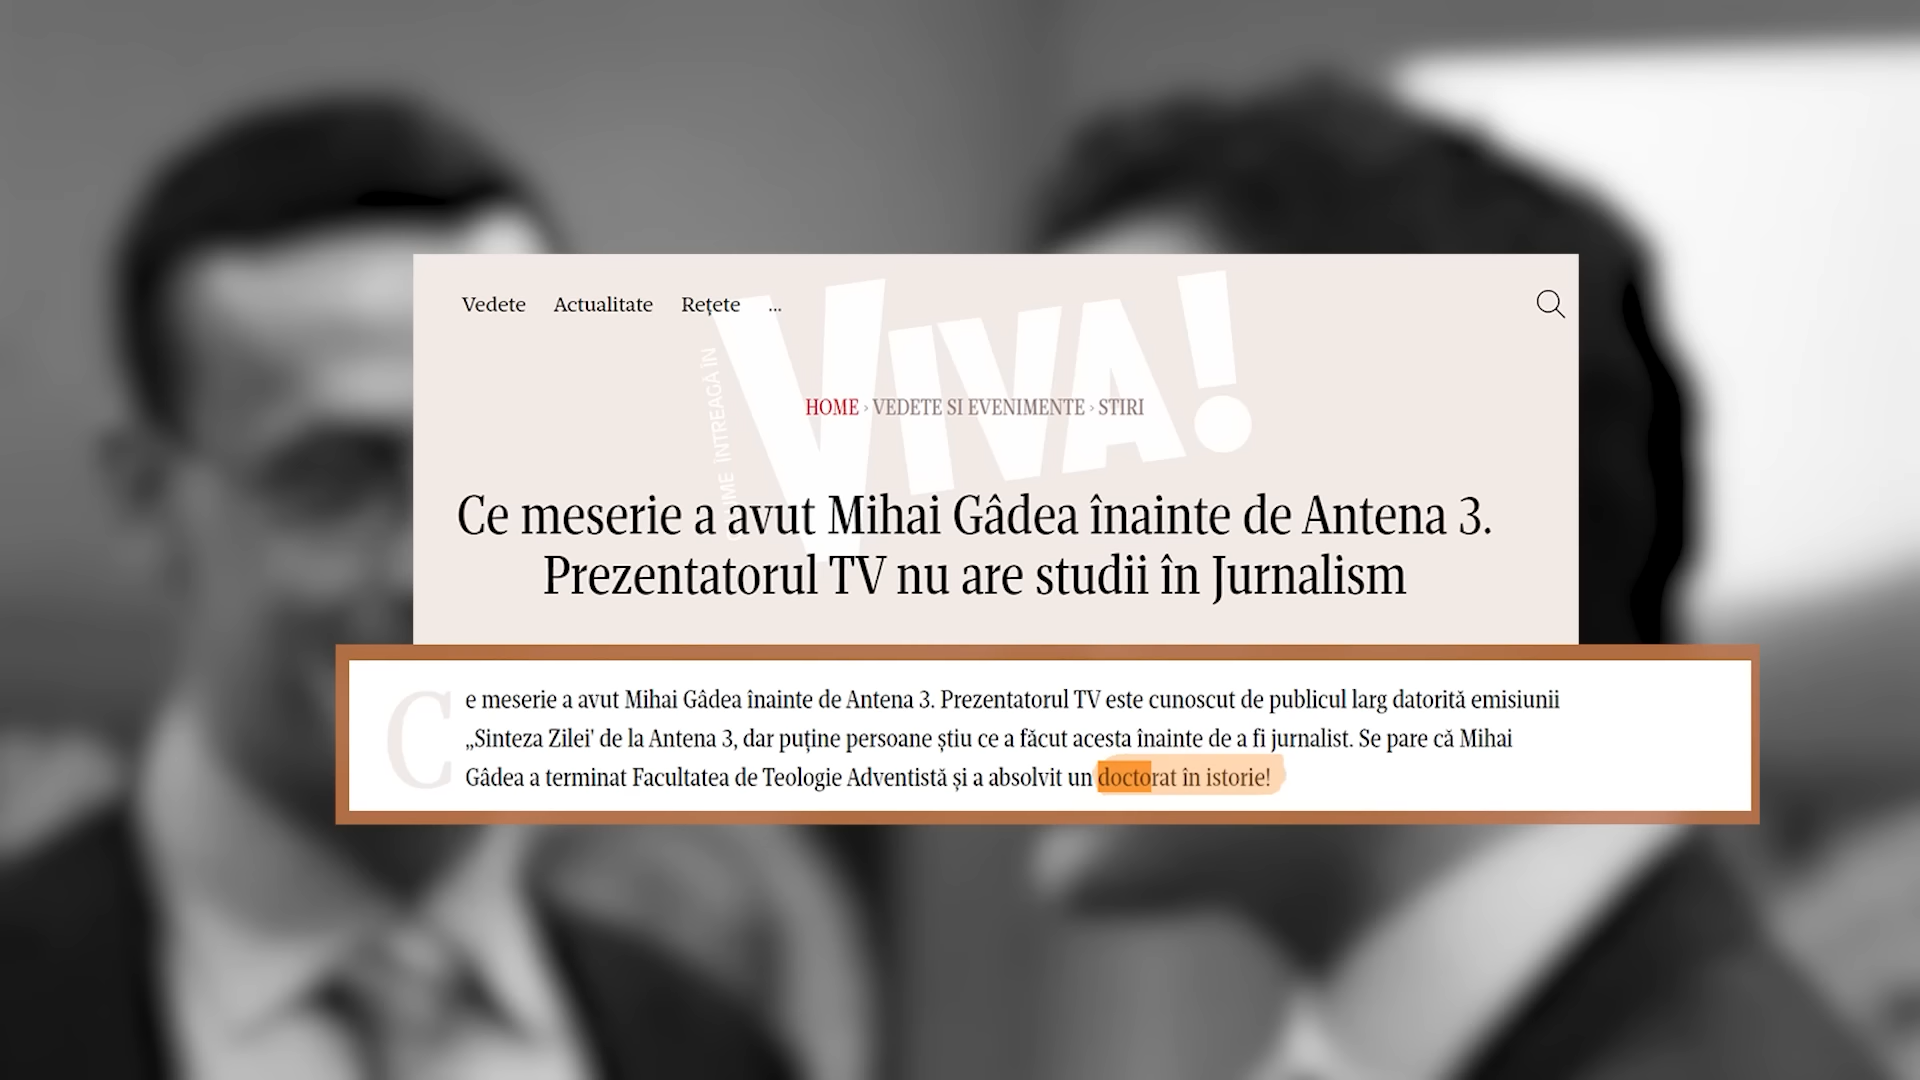 Vedete Actualitate Rețete ...
VIVA!
ÎNTREAGĂ ÎN
HOME › VEDETE SI EVENIMENTE › STIRI
Ce meserie a avut Mihai Gâdea înainte de Antena 3.
Prezentatorul TV nu are studii în Jurnalism
Ce meserie a avut Mihai Gâdea înainte de Antena 3. Prezentatorul TV este cunoscut de publicul larg datorită emisiunii
„Sinteza Zilei' de la Antena 3, dar puține persoane știu ce a făcut acesta înainte de a fi jurnalist. Se pare că Mihai
Gâdea a terminat Facultatea de Teologie Adventistă și a absolvit un doctorat în istorie!